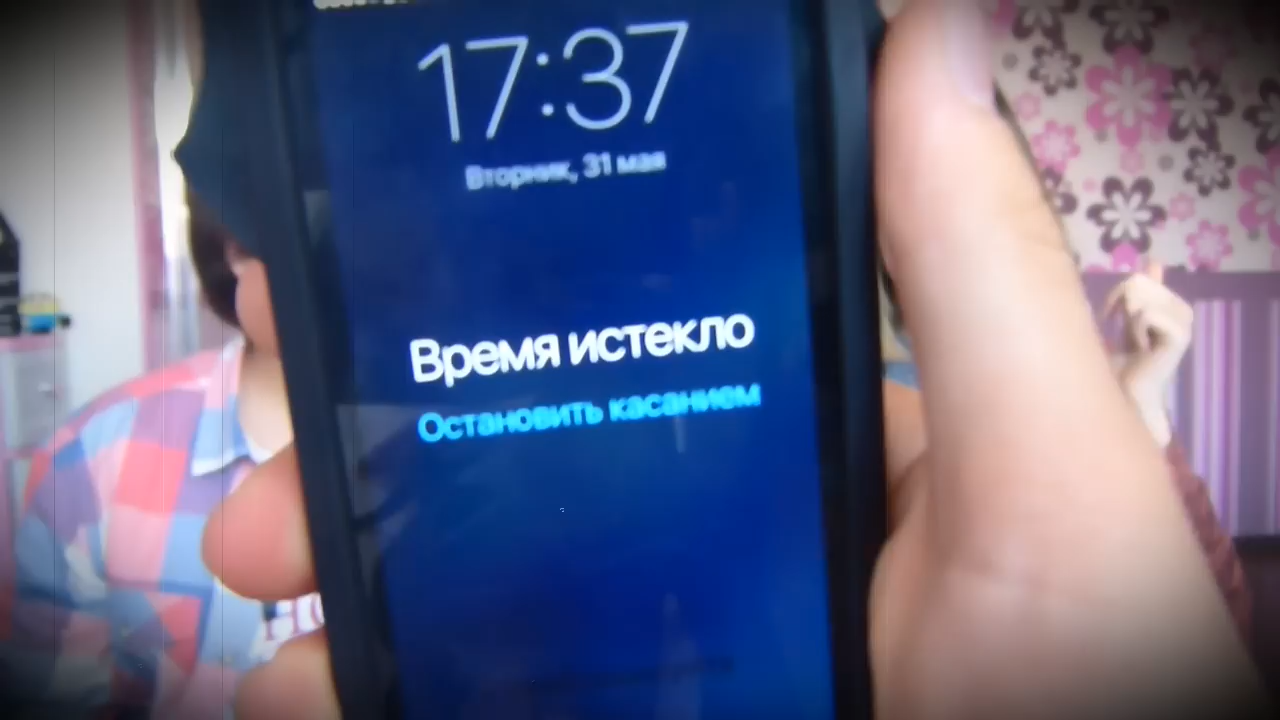 17:37
Вторник, 31 мая
Время истекло
Остановить касанием